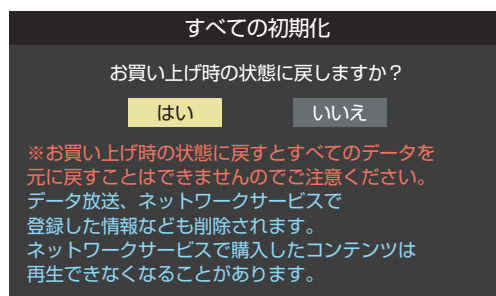 すべての初期化
お買い上げ時の状態に戻しますか？
はい
いいえ
※お買い上げ時の状態に戻すとすべてのデータを
元に戻すことはできませんのでご注意ください。
データ放送、ネットワークサービスで
登録した情報なども削除されます。
ネットワークサービスで購入したコンテンツは
再生できなくなることがあります。